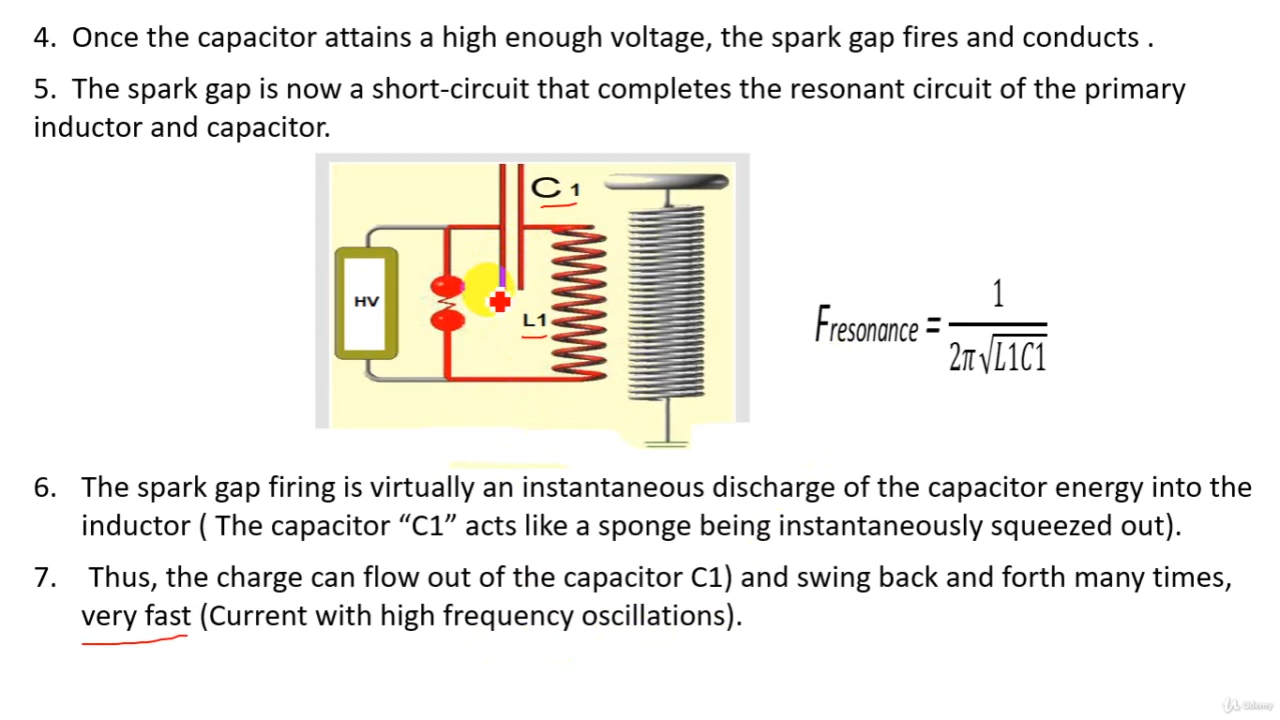 4. Once the capacitor attains a high enough voltage, the spark gap fires and conducts .
5. The spark gap is now a short-circuit that completes the resonant circuit of the primary
inductor and capacitor.
C1
HV
L1
Fresonance = 1 / 2π√L1C1
6. The spark gap firing is virtually an instantaneous discharge of the capacitor energy into the
inductor ( The capacitor “C1” acts like a sponge being instantaneously squeezed out).
7. Thus, the charge can flow out of the capacitor C1) and swing back and forth many times,
very fast (Current with high frequency oscillations).
Udemy